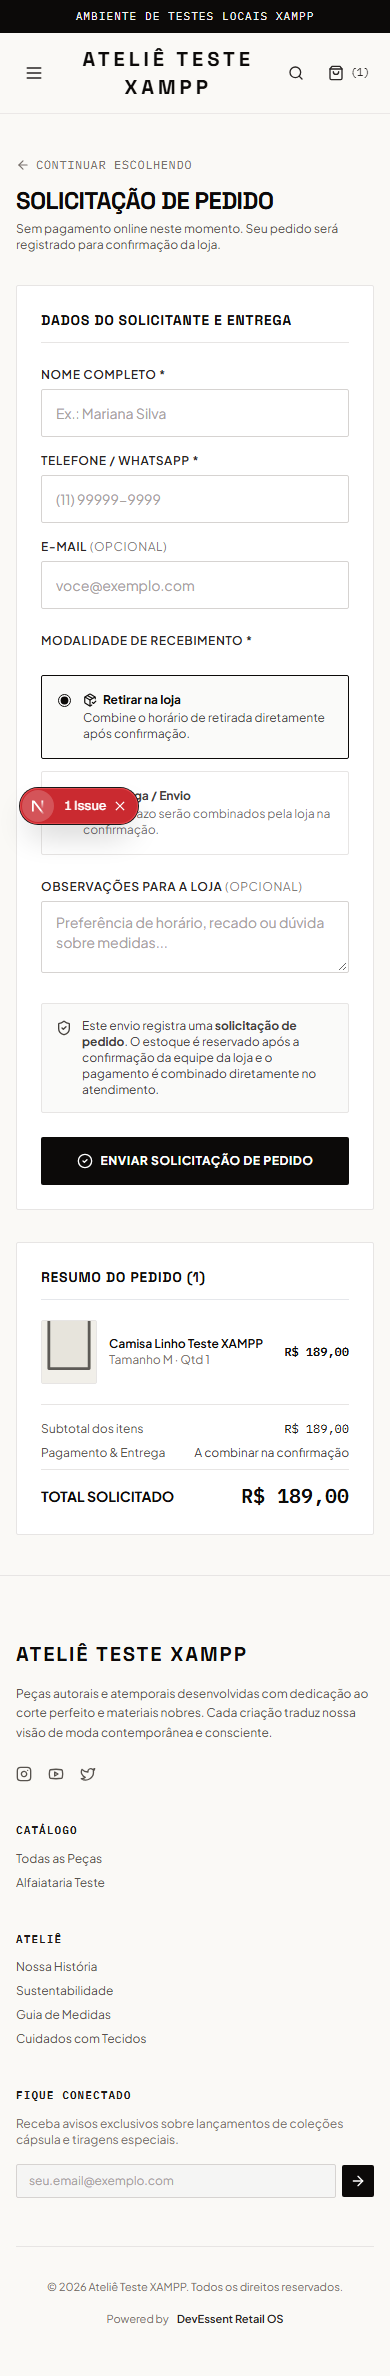 AMBIENTE DE TESTES LOCAIS XAMPP
ATELIÊ TESTE
XAMPP
(1)
CONTINUAR ESCOLHENDO
SOLICITAÇÃO DE PEDIDO
Sem pagamento online neste momento. Seu pedido será
registrado para confirmação da loja.
DADOS DO SOLICITANTE E ENTREGA
NOME COMPLETO *
Ex.: Mariana Silva
TELEFONE / WHATSAPP *
(11) 99999-9999
E-MAIL (OPCIONAL)
voce@exemplo.com
MODALIDADE DE RECEBIMENTO *
Retirar na loja
Combine o horário de retirada diretamente
após confirmação.
/ Envio
serão combinados pela loja na
confirmação.
N 1 Issue
OBSERVAÇÕES PARA A LOJA (OPCIONAL)
Preferência de horário, recado ou dúvida
sobre medidas...
Este envio registra uma solicitação de
pedido. O estoque é reservado após a
confirmação da equipe da loja e o
pagamento é combinado diretamente no
atendimento.
ENVIAR SOLICITAÇÃO DE PEDIDO
RESUMO DO PEDIDO (1)
Camisa Linho Teste XAMPP
Tamanho M · Qtd 1
R$ 189,00
Subtotal dos itens R$ 189,00
Pagamento & Entrega A combinar na confirmação
TOTAL SOLICITADO R$ 189,00
ATELIÊ TESTE XAMPP
Peças autorais e atemporais desenvolvidas com dedicação ao
corte perfeito e materiais nobres. Cada criação traduz nossa
visão de moda contemporânea e consciente.
CATÁLOGO
Todas as Peças
Alfaiataria Teste
ATELIÊ
Nossa História
Sustentabilidade
Guia de Medidas
Cuidados com Tecidos
FIQUE CONECTADO
Receba avisos exclusivos sobre lançamentos de coleções
cápsula e tiragens especiais.
seu.email@exemplo.com
© 2026 Ateliê Teste XAMPP. Todos os direitos reservados.
Powered by DevEssent Retail OS